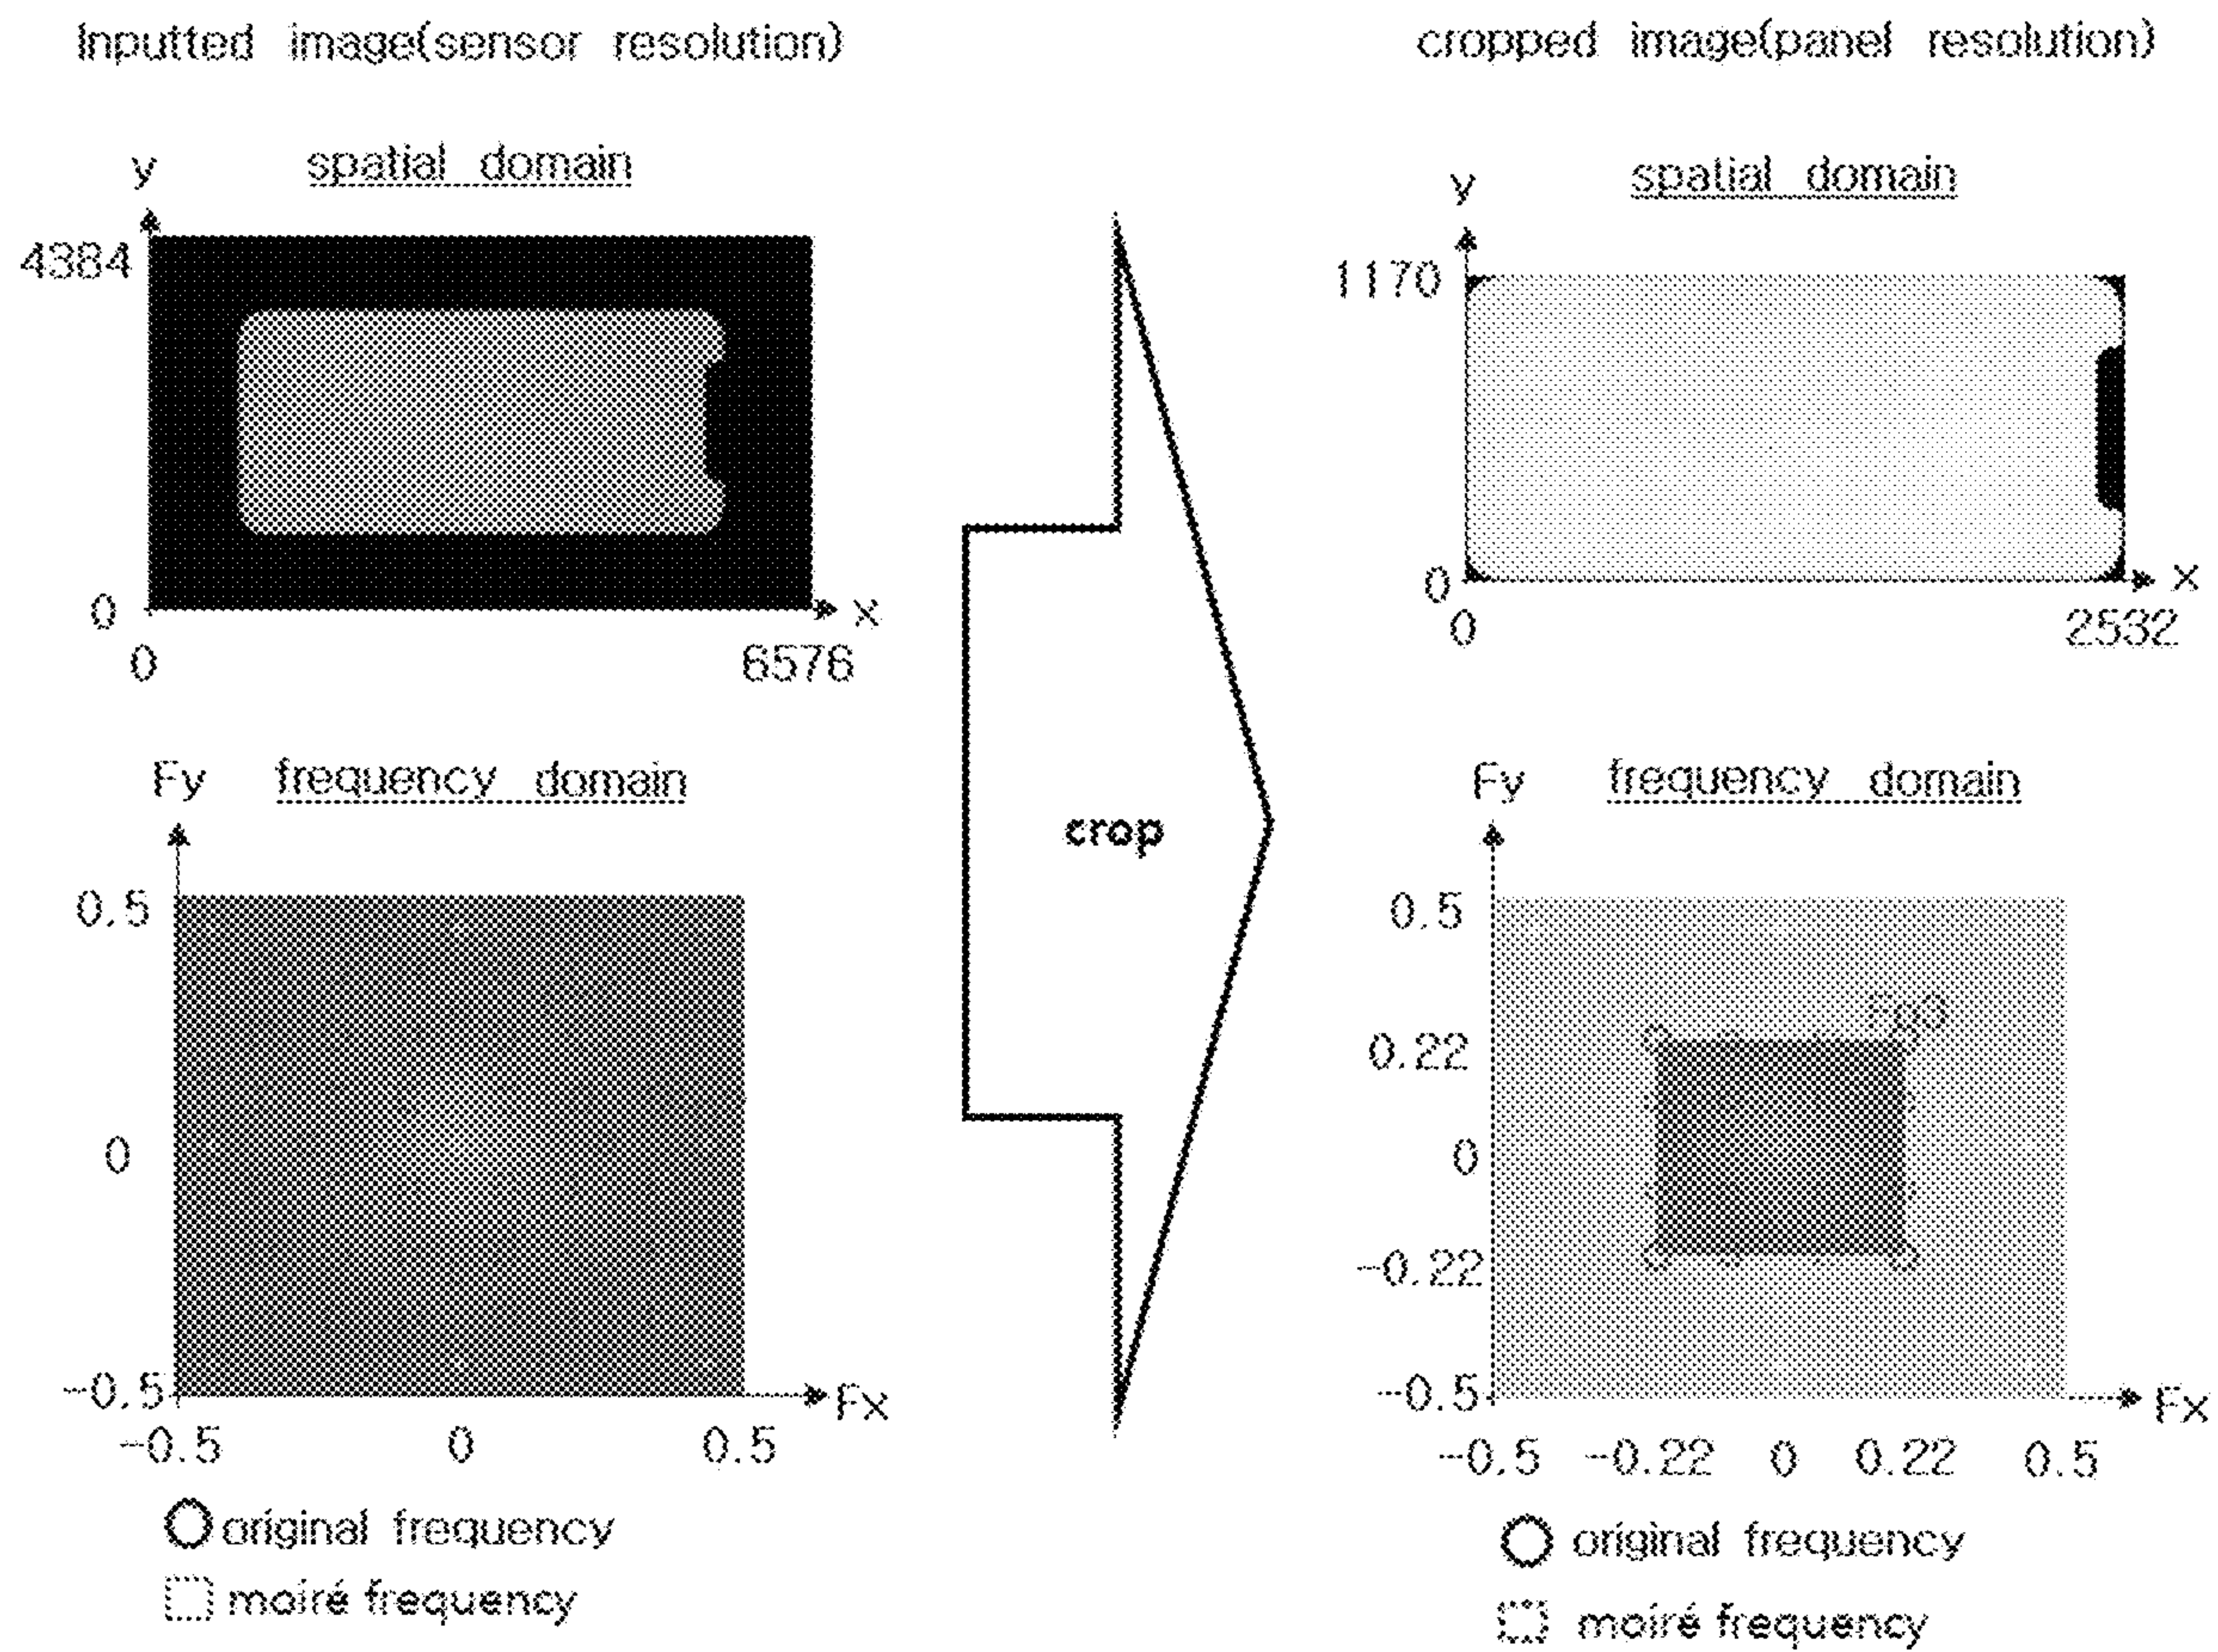 Inputted image(sensor resolution)
spatial domain
y
4384
0
x
0
6576
Fy
frequency domain
0.5
0
-0.5
Fx
-0.5 0 0.5
original frequency
moiré frequency
crop
cropped image(panel resolution)
spatial domain
y
1170
0
x
0
2532
Fy
frequency domain
0.5
0.22
0
-0.22
-0.5
Fx
-0.5 -0.22 0 0.22 0.5
original frequency
moiré frequency